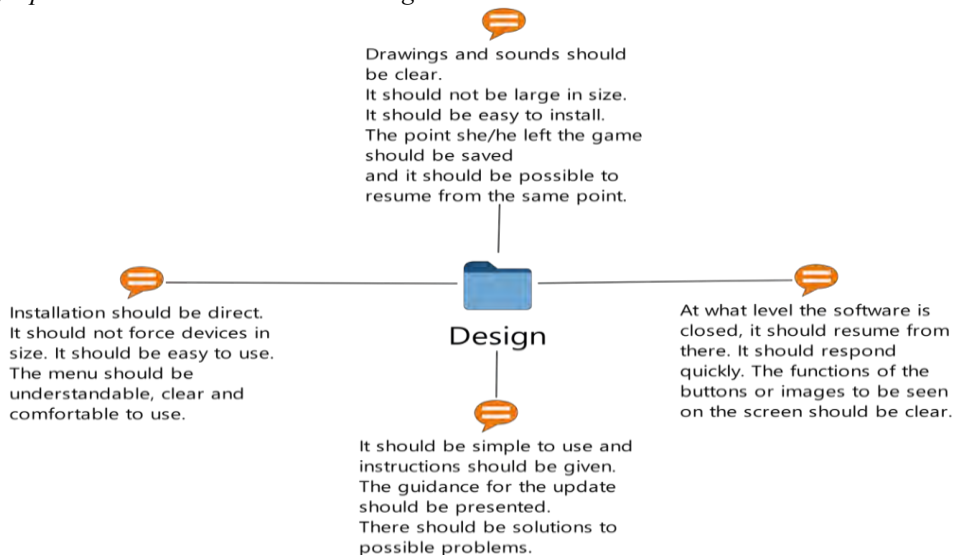 Drawings and sounds should
be clear.
It should not be large in size.
It should be easy to install.
The point she/he left the game
should be saved
and it should be possible to
resume from the same point.
Installation should be direct.
It should not force devices in
size. It should be easy to use.
The menu should be
understandable, clear and
comfortable to use.
Design
At what level the software is
closed, it should resume from
there. It should respond
quickly. The functions of the
buttons or images to be seen
on the screen should be clear.
It should be simple to use and
instructions should be given.
The guidance for the update
should be presented.
There should be solutions to
possible problems.